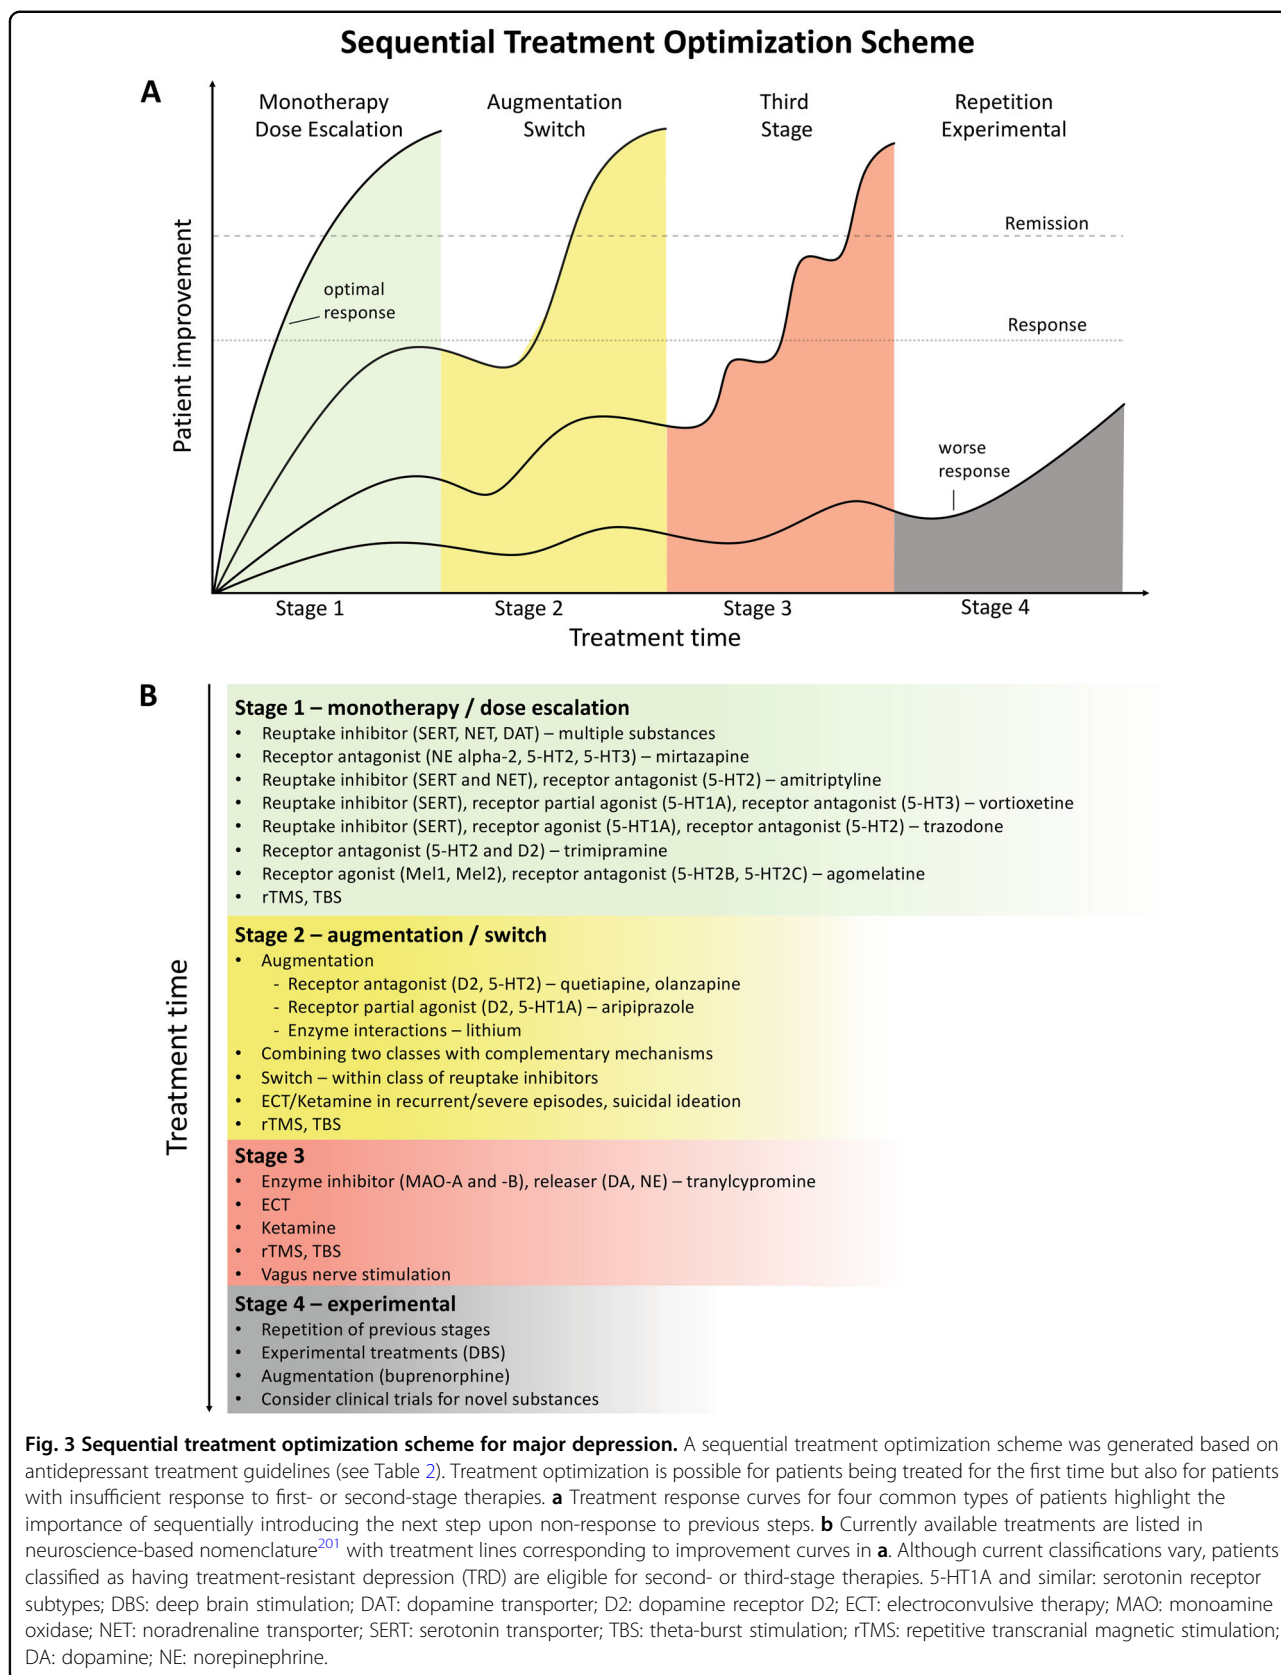 Sequential Treatment Optimization Scheme
A
Monotherapy
Dose Escalation
Augmentation
Switch
Third
Stage
Repetition
Experimental
Remission
optimal
response
Response
worse
response
Patient improvement
Stage 1
Stage 2
Stage 3
Stage 4
Treatment time
B
Treatment time
Stage 1 – monotherapy / dose escalation
• Reuptake inhibitor (SERT, NET, DAT) – multiple substances
• Receptor antagonist (NE alpha-2, 5-HT2, 5-HT3) – mirtazapine
• Reuptake inhibitor (SERT and NET), receptor antagonist (5-HT2) – amitriptyline
• Reuptake inhibitor (SERT), receptor partial agonist (5-HT1A), receptor antagonist (5-HT3) – vortioxetine
• Reuptake inhibitor (SERT), receptor agonist (5-HT1A), receptor antagonist (5-HT2) – trazodone
• Receptor antagonist (5-HT2 and D2) – trimipramine
• Receptor agonist (Mel1, Mel2), receptor antagonist (5-HT2B, 5-HT2C) – agomelatine
• rTMS, TBS
Stage 2 – augmentation / switch
• Augmentation
- Receptor antagonist (D2, 5-HT2) – quetiapine, olanzapine
- Receptor partial agonist (D2, 5-HT1A) – aripiprazole
- Enzyme interactions – lithium
• Combining two classes with complementary mechanisms
• Switch – within class of reuptake inhibitors
• ECT/Ketamine in recurrent/severe episodes, suicidal ideation
• rTMS, TBS
Stage 3
• Enzyme inhibitor (MAO-A and -B), releaser (DA, NE) – tranylcypromine
• ECT
• Ketamine
• rTMS, TBS
• Vagus nerve stimulation
Stage 4 – experimental
• Repetition of previous stages
• Experimental treatments (DBS)
• Augmentation (buprenorphine)
• Consider clinical trials for novel substances
Fig. 3 Sequential treatment optimization scheme for major depression. A sequential treatment optimization scheme was generated based on
antidepressant treatment guidelines (see Table 2). Treatment optimization is possible for patients being treated for the first time but also for patients
with insufficient response to first- or second-stage therapies. a Treatment response curves for four common types of patients highlight the
importance of sequentially introducing the next step upon non-response to previous steps. b Currently available treatments are listed in
neuroscience-based nomenclature201 with treatment lines corresponding to improvement curves in a. Although current classifications vary, patients
classified as having treatment-resistant depression (TRD) are eligible for second- or third-stage therapies. 5-HT1A and similar: serotonin receptor
subtypes; DBS: deep brain stimulation; DAT: dopamine transporter; D2: dopamine receptor D2; ECT: electroconvulsive therapy; MAO: monoamine
oxidase; NET: noradrenaline transporter; SERT: serotonin transporter; TBS: theta-burst stimulation; rTMS: repetitive transcranial magnetic stimulation;
DA: dopamine; NE: norepinephrine.